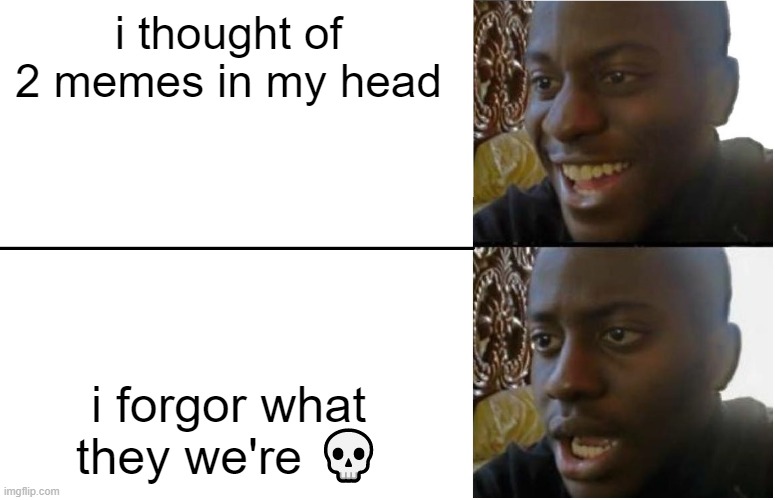 i thought of
2 memes in my head
i forgor what
they we're 💀
imgflip.com